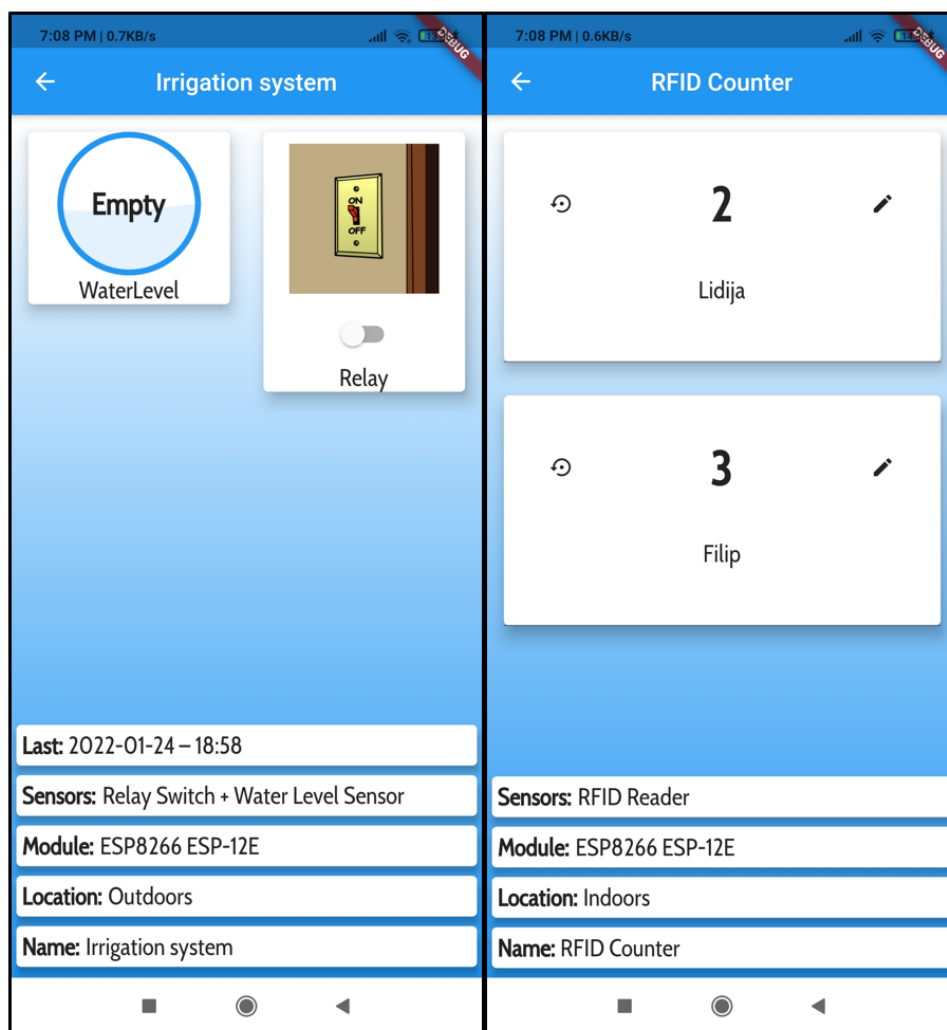 7:08 PM | 0.7KB/s
DEBUG
Irrigation system
Empty
WaterLevel
ON
OFF
Relay
Last: 2022-01-24 – 18:58
Sensors: Relay Switch + Water Level Sensor
Module: ESP8266 ESP-12E
Location: Outdoors
Name: Irrigation system
7:08 PM | 0.6KB/s
DEBUG
RFID Counter
2
Lidija
3
Filip
Sensors: RFID Reader
Module: ESP8266 ESP-12E
Location: Indoors
Name: RFID Counter